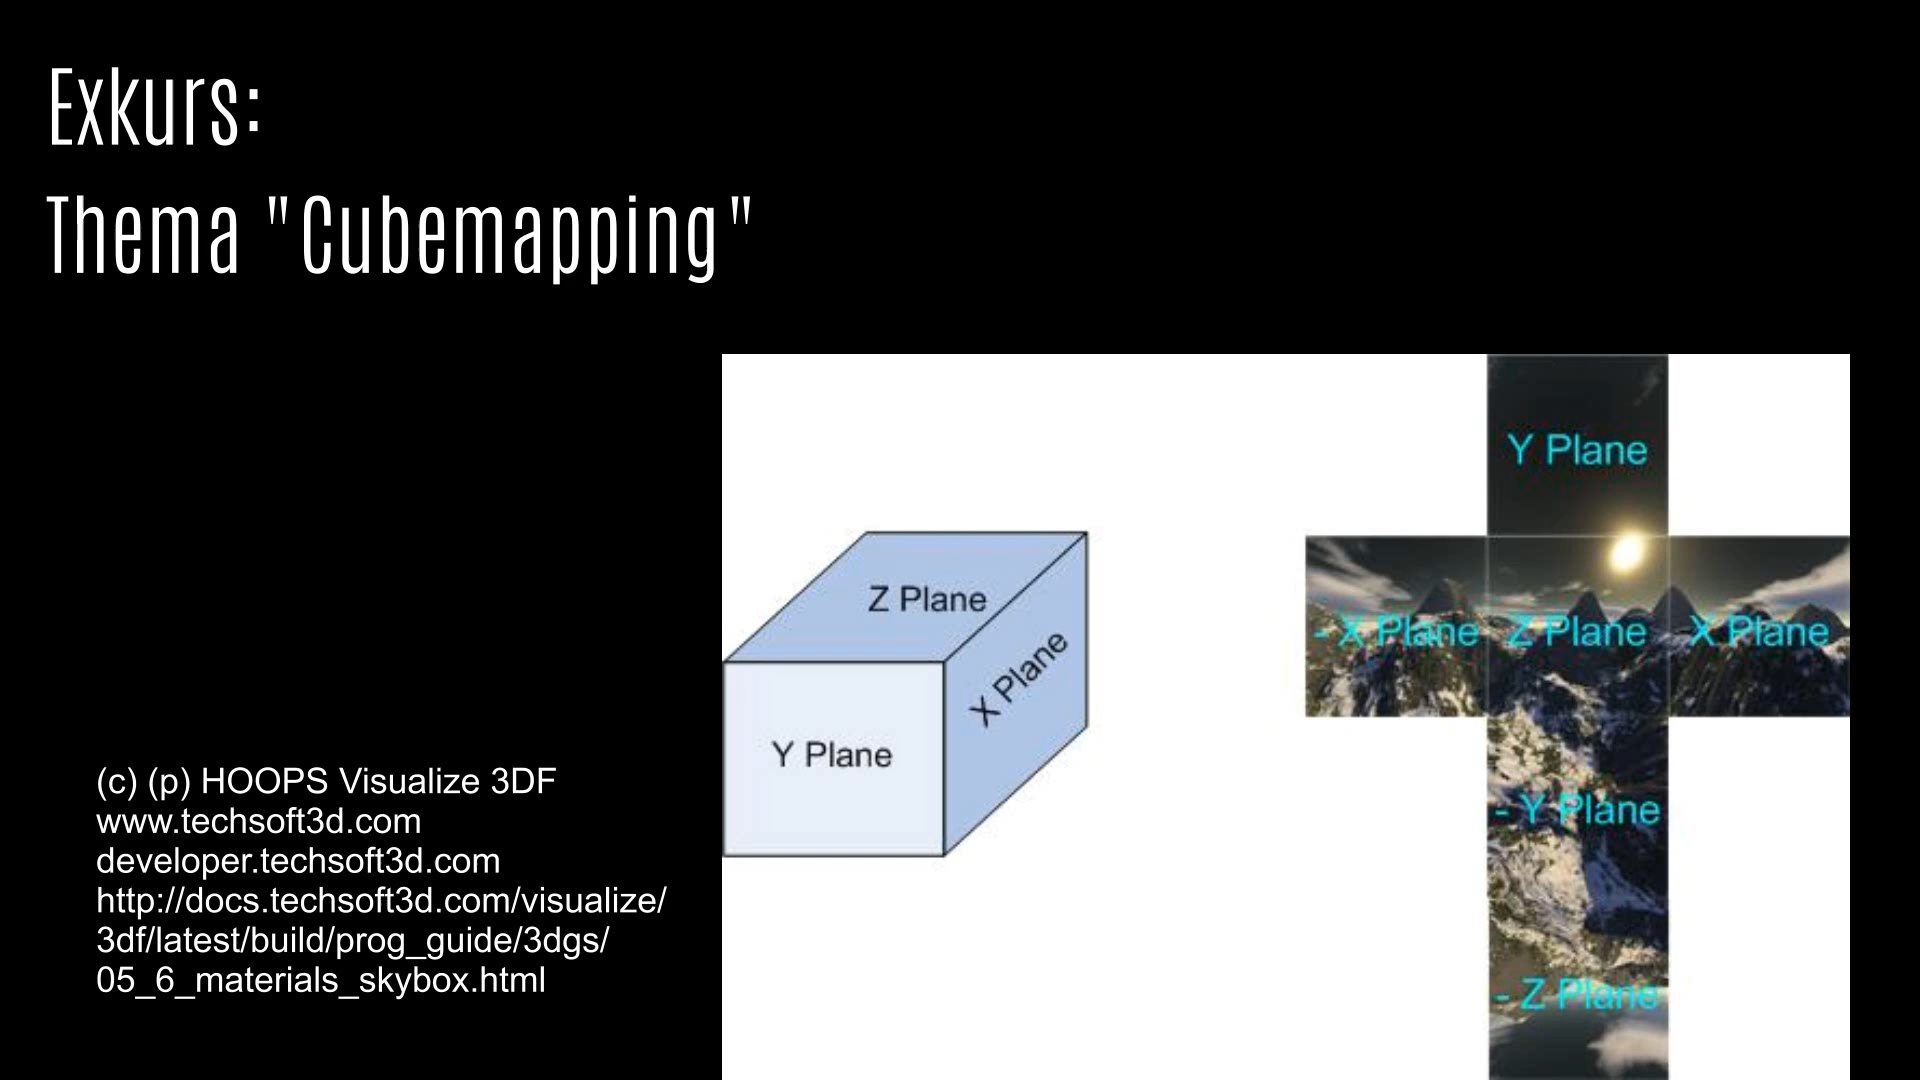 Exkurs:
Thema "Cubemapping"
Y Plane
Z Plane
X Plane
Y Plane
- X Plane
Z Plane
X Plane
- Y Plane
- Z Plane
(c) (p) HOOPS Visualize 3DF
www.techsoft3d.com
developer.techsoft3d.com
http://docs.techsoft3d.com/visualize/
3df/latest/build/prog_guide/3dgs/
05_6_materials_skybox.html